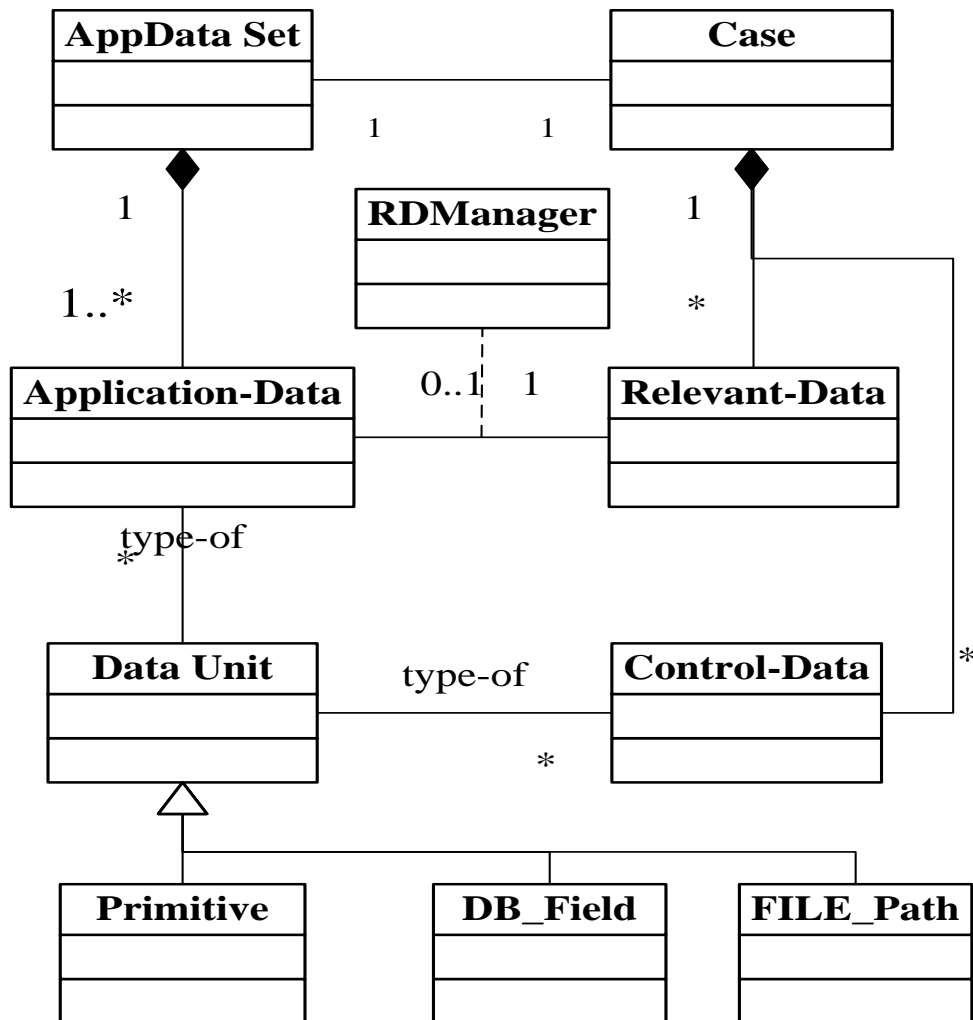 AppData Set
Case
1
1
1
RDManager
1
1..*
*
Application-Data
0..1
1
Relevant-Data
type-of
*
Data Unit
type-of
Control-Data
*
*
Primitive
DB_Field
FILE_Path